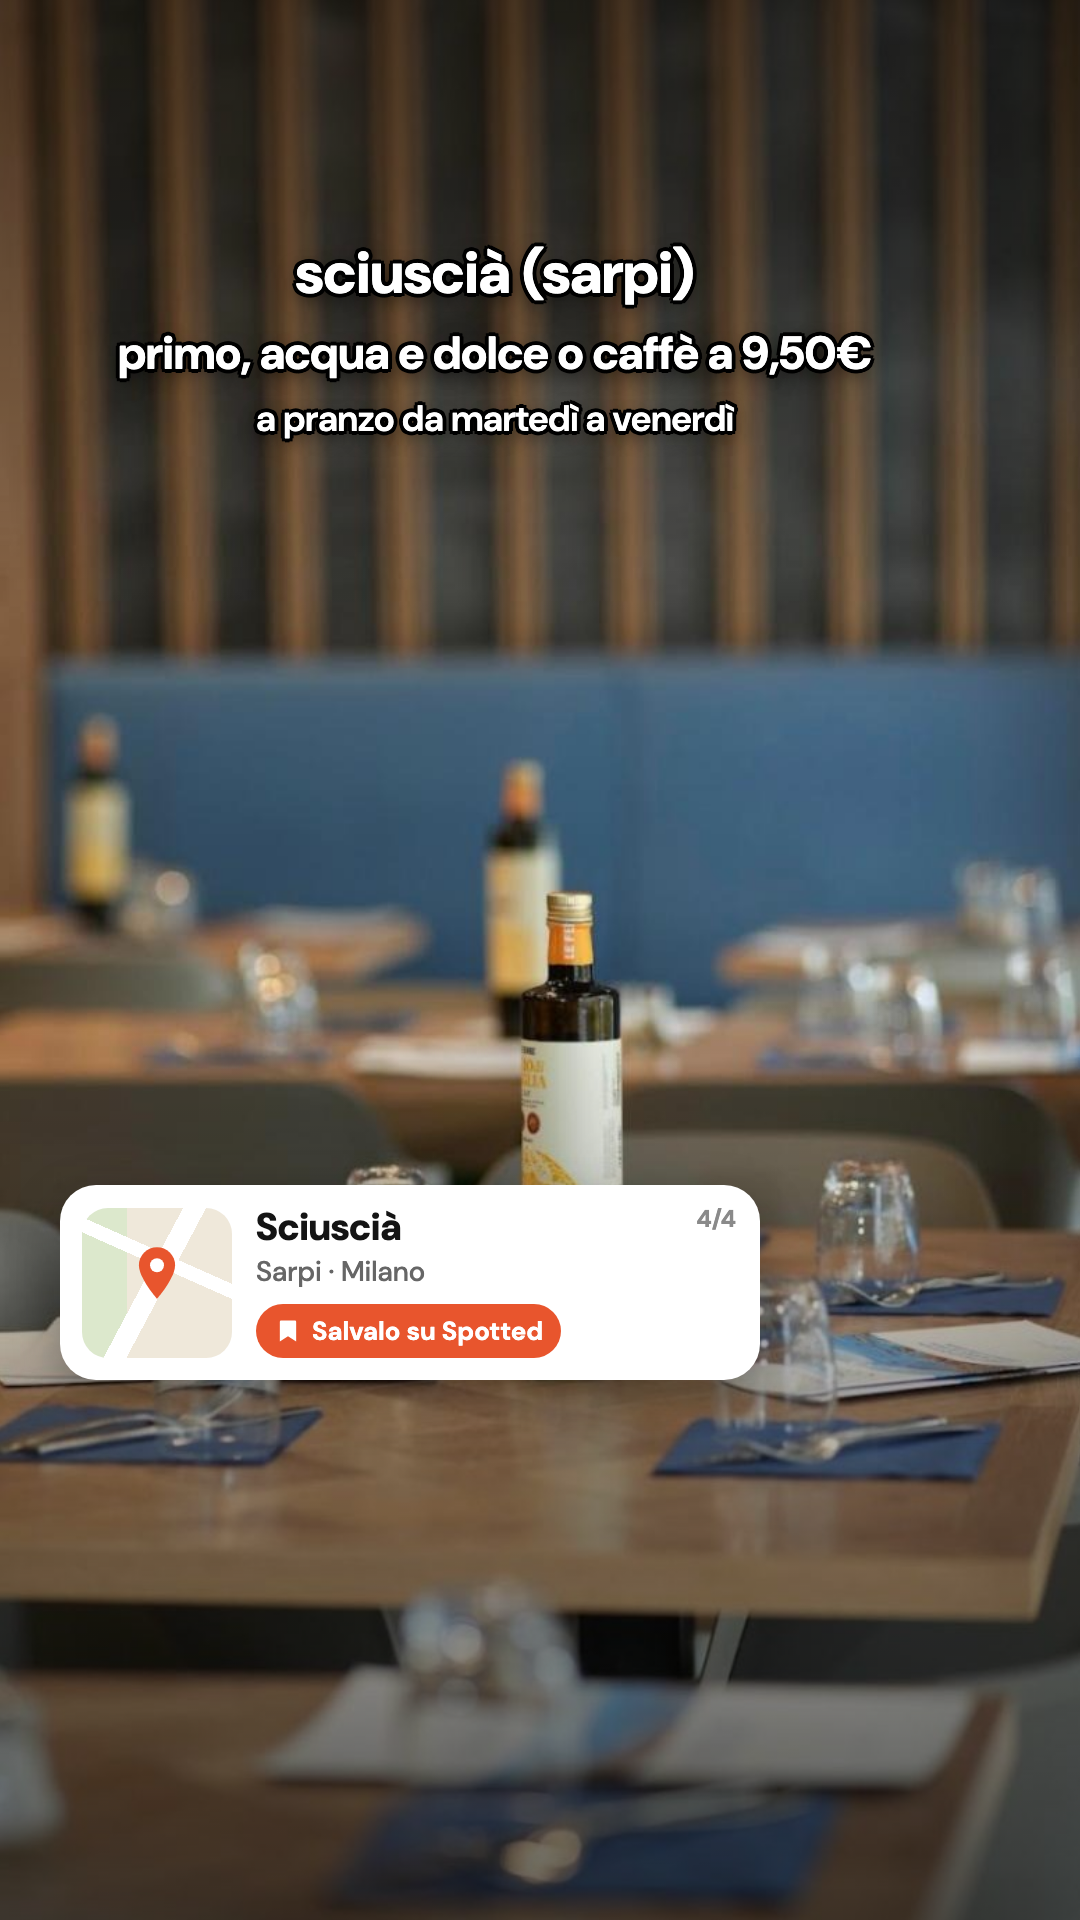 sciuscià (sarpi)
primo, acqua e dolce o caffè a 9,50€
a pranzo da martedì a venerdì
Sciuscià
4/4
Sarpi · Milano
Salvalo su Spotted